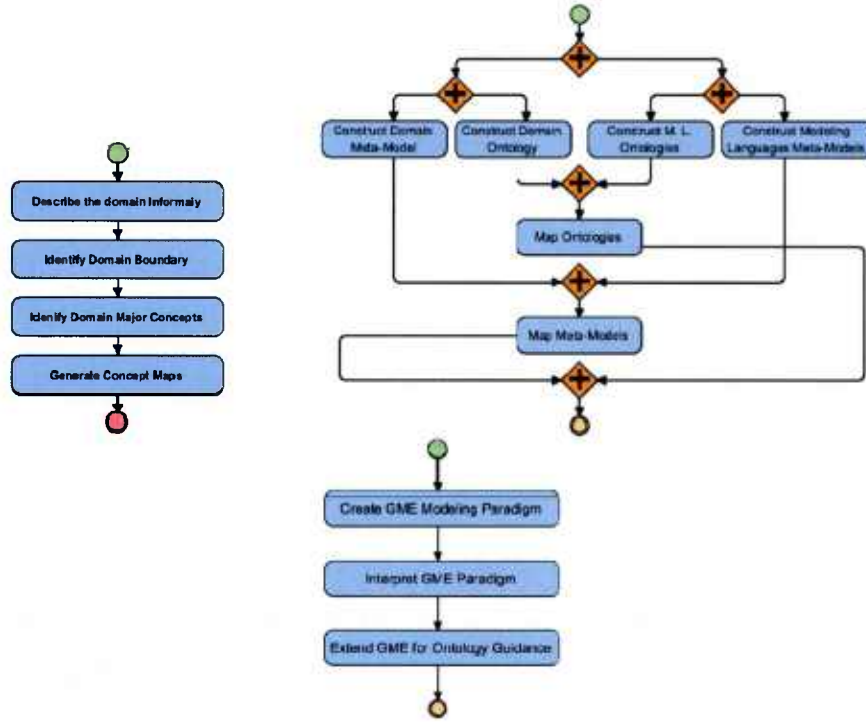 Describe the domain Informaly
Identify Domain Boundary
Idenify Domain Major Concepts
Generate Concept Maps
Construct Domain
Meta-Model
Construct Domain
Ontology
Construct M. L.
Ontologies
Construct Modeling
Languages Meta-Models
Map Ontologies
Map Meta-Models
Create GME Modeling Paradigm
Interpret GME Paradigm
Extend GME for Ontology Guidance